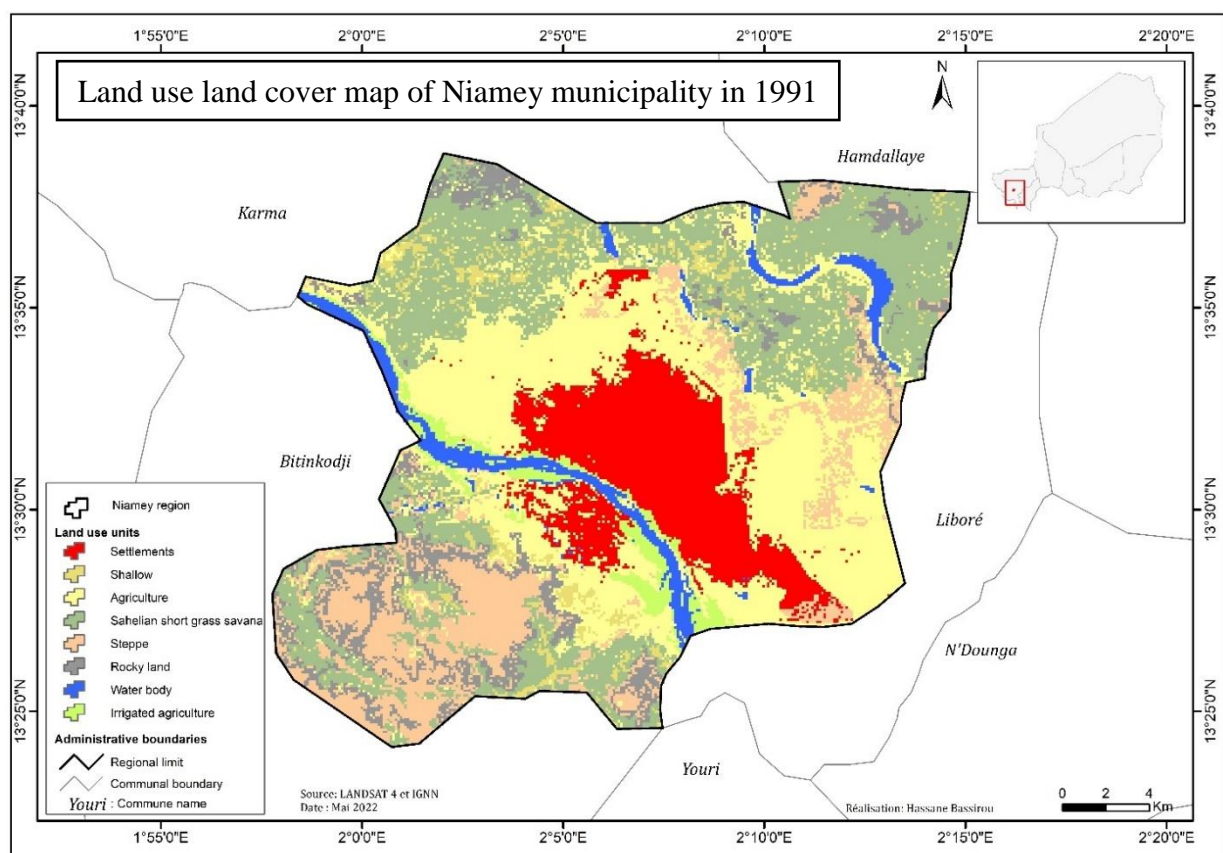 1°55'0"E 2°0'0"E 2°5'0"E 2°10'0"E 2°15'0"E 2°20'0"E
Land use land cover map of Niamey municipality in 1991
N
13°40'0"N
13°40'0"N
Hamdallaye
Karma
13°35'0"N
13°35'0"N
Bitinkodji
13°30'0"N
13°30'0"N
Liboré
N'Dounga
13°25'0"N
13°25'0"N
Youri
Niamey region
Land use units
Settlements
Shallow
Agriculture
Sahelian short grass savana
Steppe
Rocky land
Water body
Irrigated agriculture
Administrative boundaries
Regional limit
Communal boundary
Youri : Commune name
Source: LANDSAT 4 et IGNN
Date : Mai 2022
Réalisation: Hassane Bassirou
0 2 4
Km
1°55'0"E 2°0'0"E 2°5'0"E 2°10'0"E 2°15'0"E 2°20'0"E